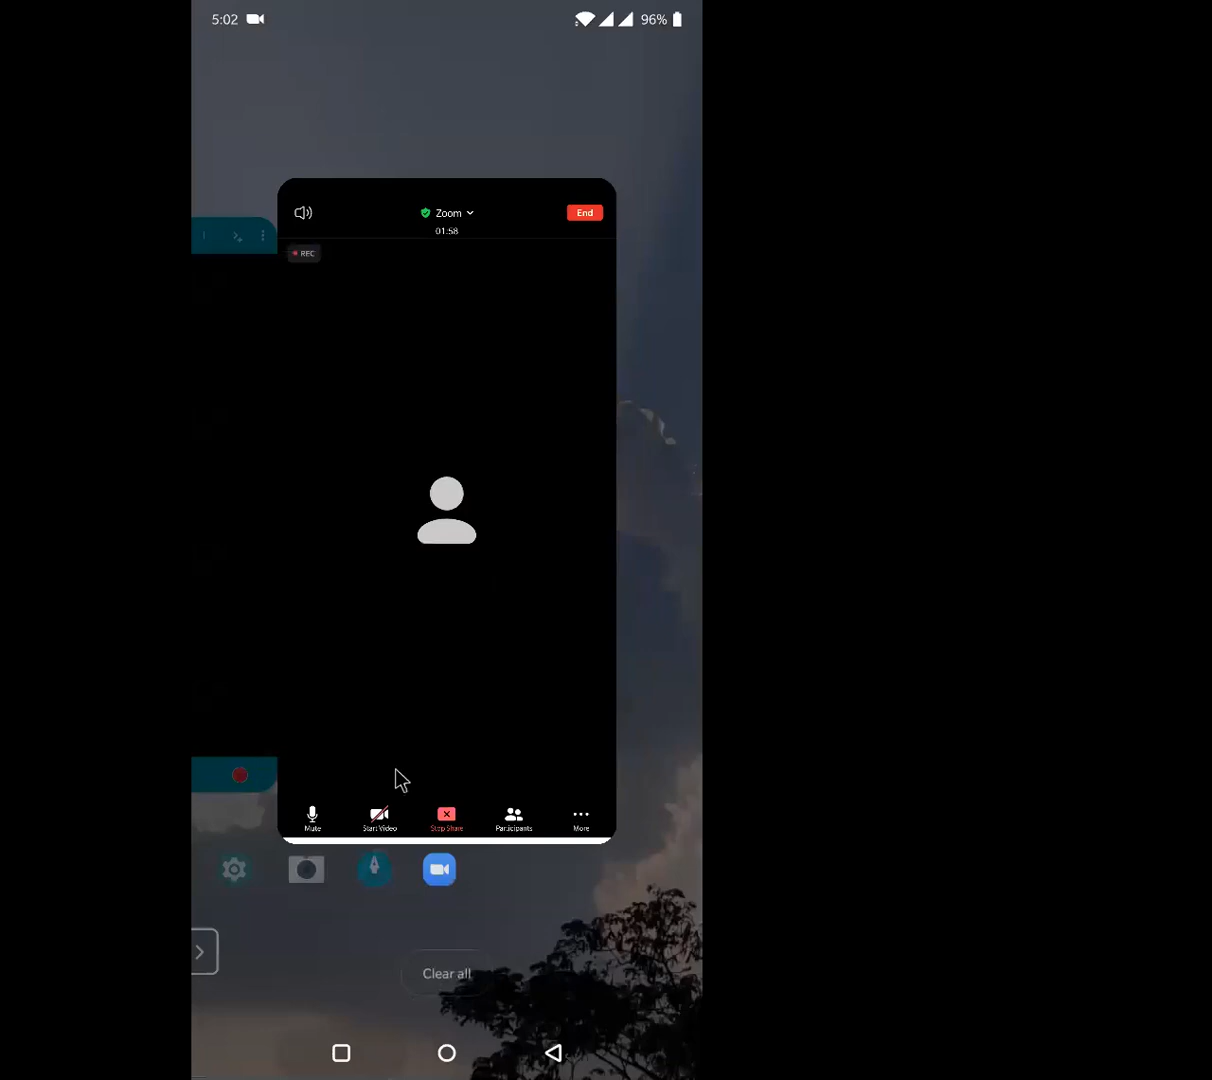 5:02
96%
Zoom
End
01:58
REC
Mute
Start Video
Stop Share
Participants
More
Clear all